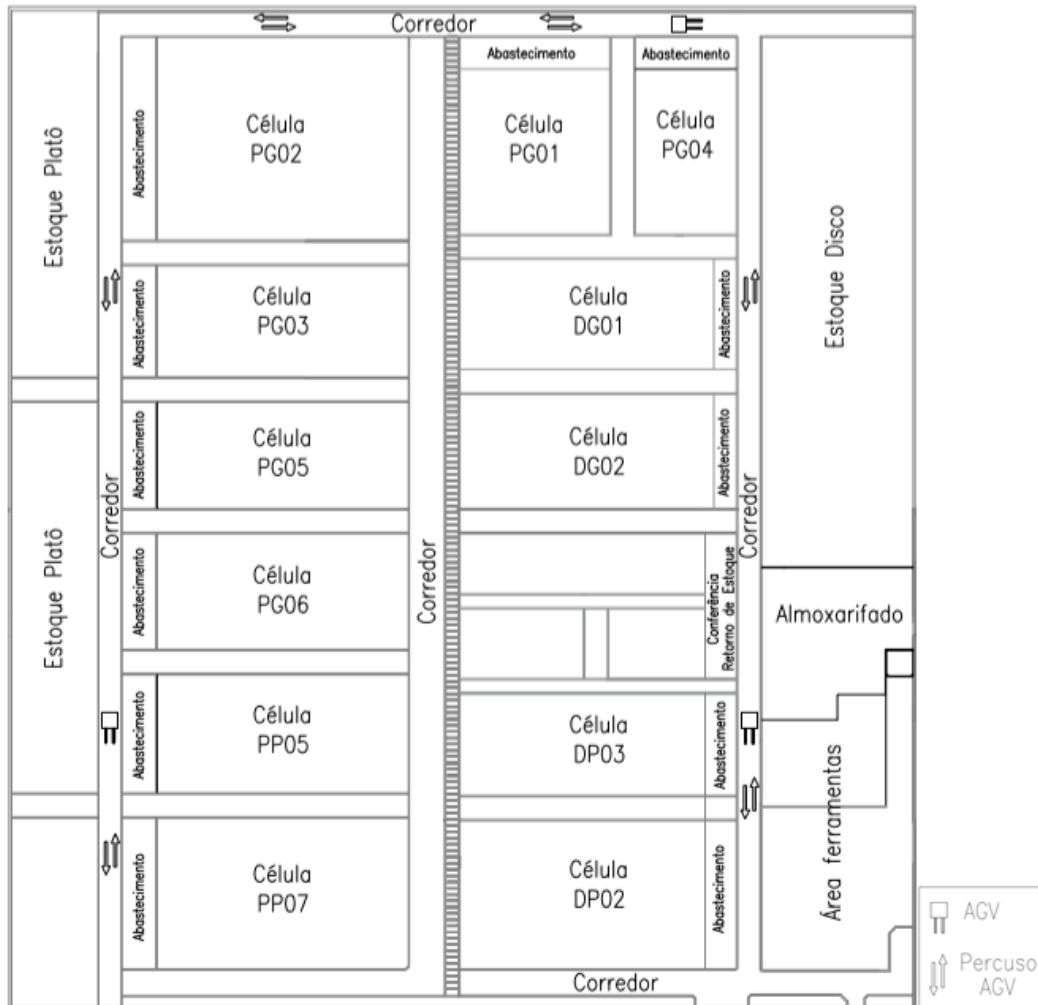 Corredor
Abastecimento
Abastecimento
Estoque Platô
Abastecimento
Célula
PG02
Célula
PG01
Célula
PG04
Estoque Disco
Abastecimento
Célula
PG03
Célula
DG01
Abastecimento
Estoque Platô
Corredor
Abastecimento
Célula
PG05
Célula
DG02
Abastecimento
Corredor
Corredor
Abastecimento
Célula
PG06
Conferência
Retorno de Estoque
Almoxarifado
Abastecimento
Célula
PP05
Célula
DP03
Abastecimento
Área ferramentas
Abastecimento
Célula
PP07
Célula
DP02
Abastecimento
Corredor
AGV
Percuso
AGV